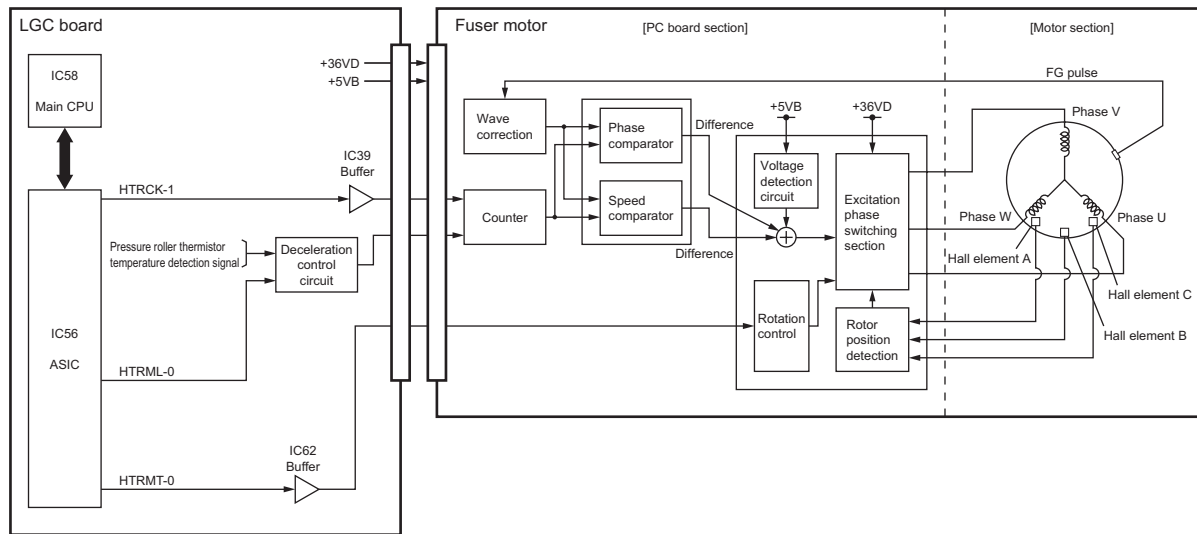 LGC board
IC58
Main CPU
+36VD
+5VB
HTRCK-1
IC39
Buffer
Pressure roller thermistor
temperature detection signal
Deceleration
control
circuit
IC56
ASIC
HTRML-0
IC62
Buffer
HTRMT-0
Fuser motor
[PC board section]
[Motor section]
FG pulse
Wave
correction
Phase
comparator
Difference
+5VB
+36VD
Phase V
Voltage
detection
circuit
Counter
Speed
comparator
Difference
Excitation
phase
switching
section
Phase W
Phase U
Hall element A
Hall element C
Hall element B
Rotation
control
Rotor
position
detection